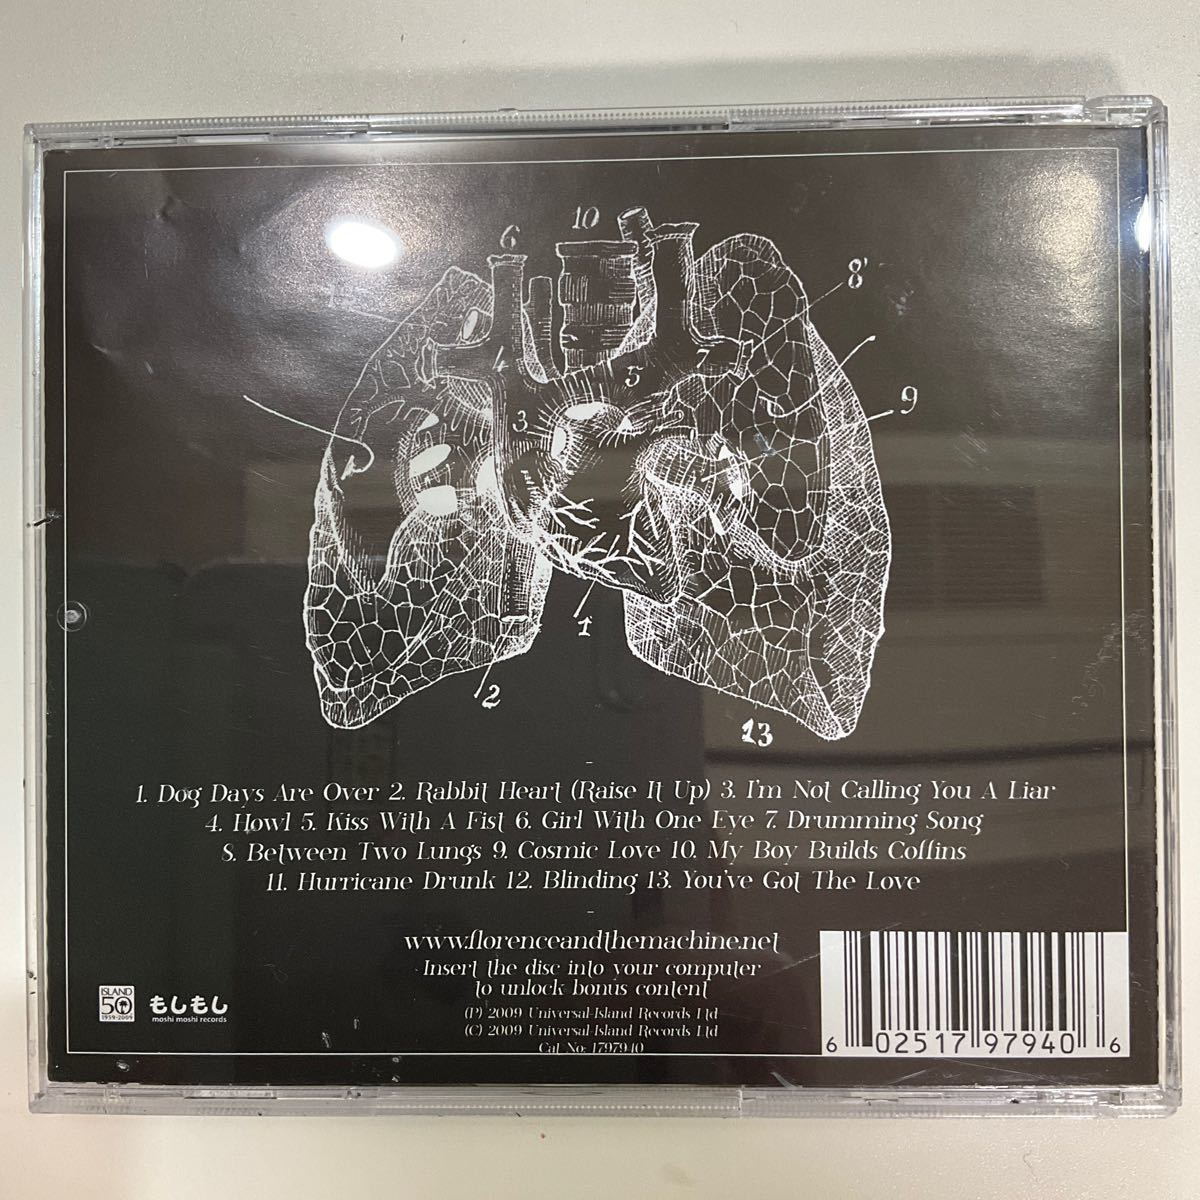 6
10
8'
4
5
7
9
3
1
2
13
1. Dog Days Are Over 2. Rabbit Heart (Raise It Up) 3. I'm Not Calling You A Liar
4. Howl 5. Kiss With A Fist 6. Girl With One Eye 7. Drumming Song
8. Between Two Lungs 9. Cosmic Love 10. My Boy Builds Coffins
11. Hurricane Drunk 12. Blinding 13. You've Got The Love
www.florenceandthemachine.net
Insert the disc into your computer
to unlock bonus content
(P) 2009 Universal-Island Records Ltd
(C) 2009 Universal-Island Records Ltd
Cat No: 1797940
ISLAND
50
1959-2009
もしもし
moshi moshi records
6 02517 97940 6